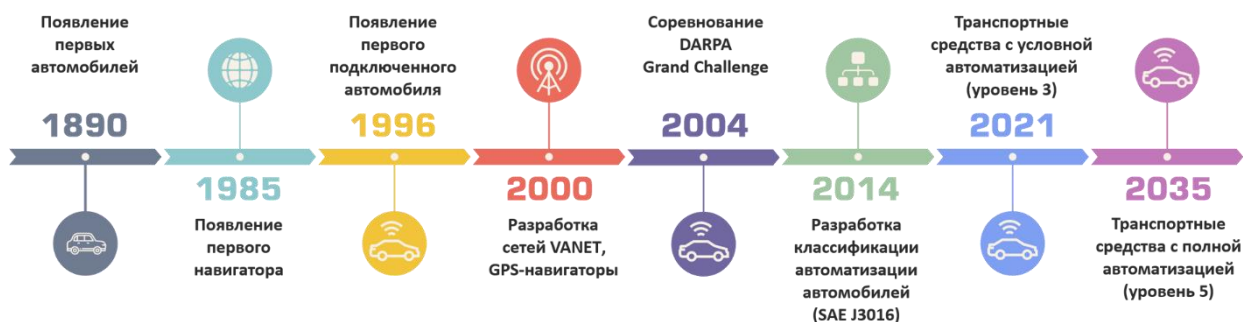 Появление
первых
автомобилей
1890
1985
Появление
первого
навигатора
Появление
первого
подключенного
автомобиля
1996
2000
Разработка
сетей VANET,
GPS-навигаторы
Соревнование
DARPA
Grand Challenge
2004
2014
Разработка
классификации
автоматизации
автомобилей
(SAE J3016)
Транспортные
средства с условной
автоматизацией
(уровень 3)
2021
2035
Транспортные
средства с полной
автоматизацией
(уровень 5)